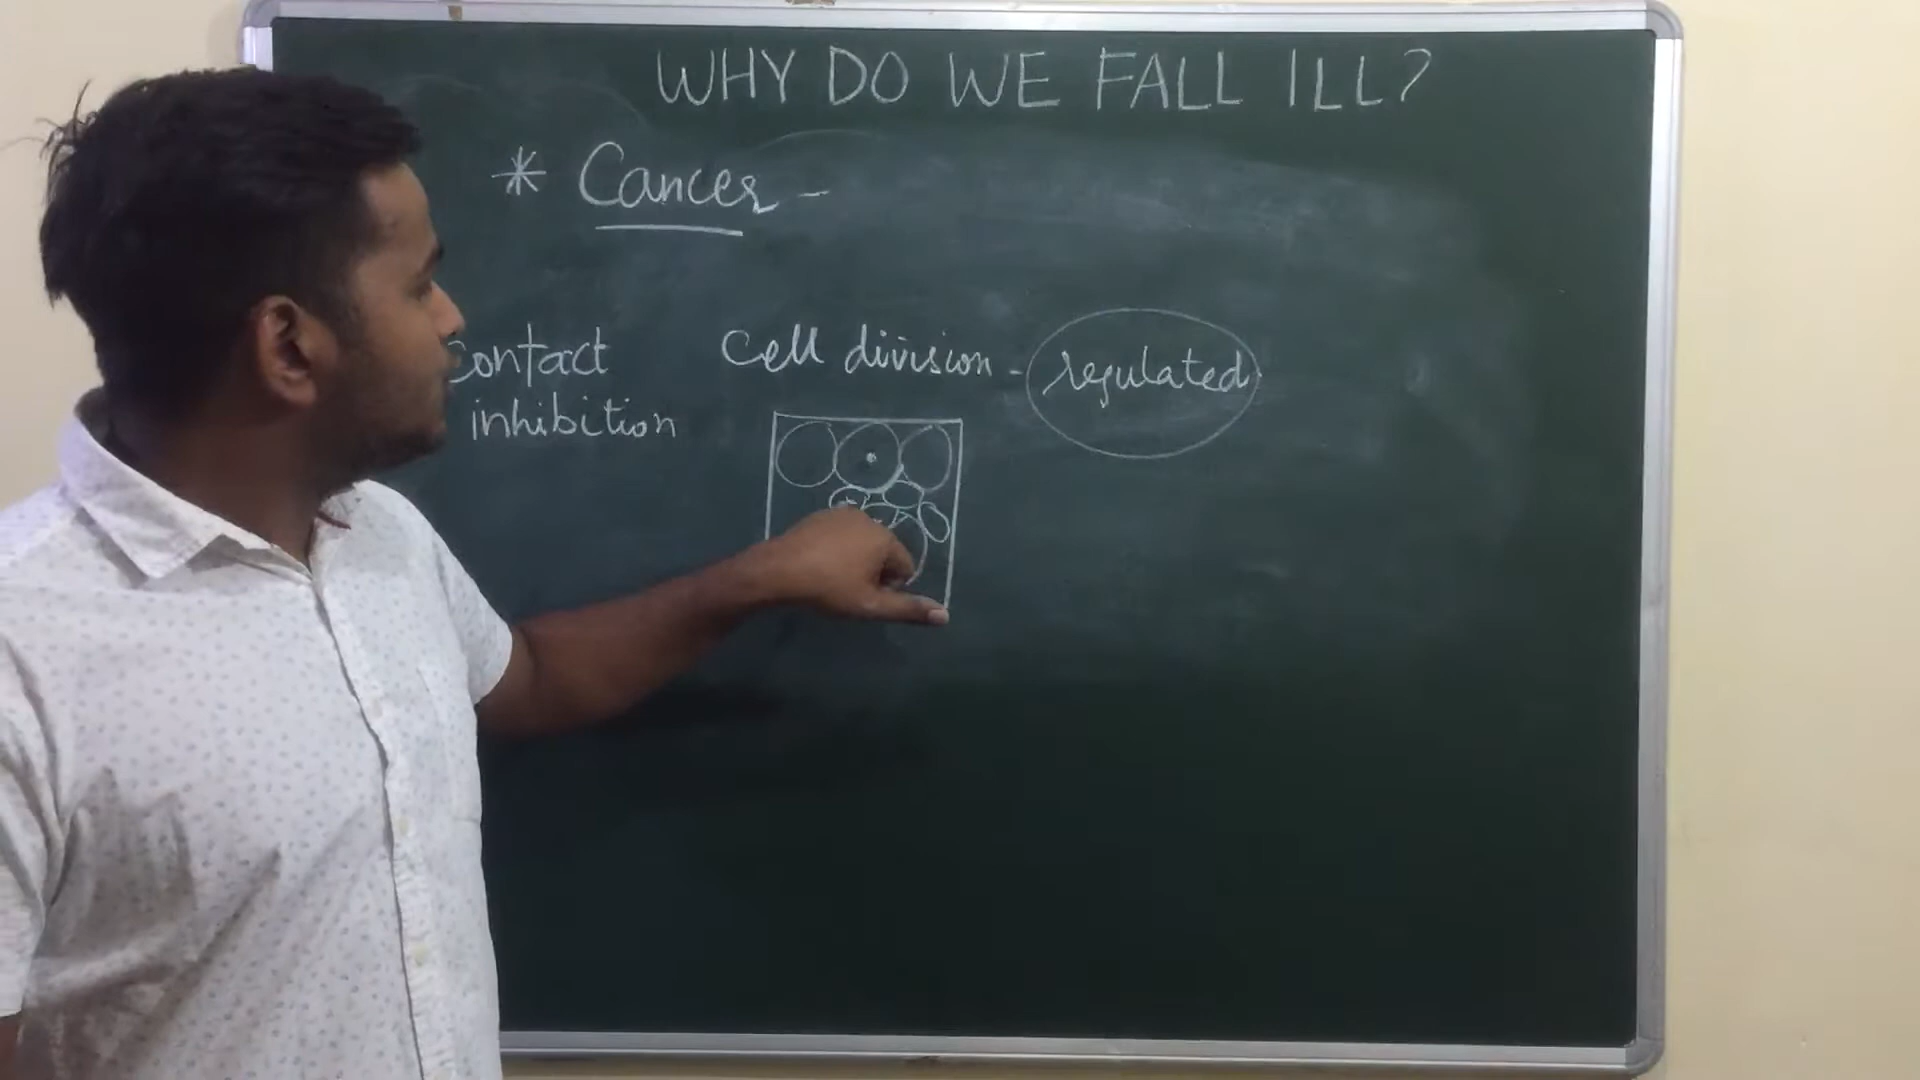 WHY DO WE FALL ILL?
* Cancer -
Contact
inhibition
Cell division - regulated